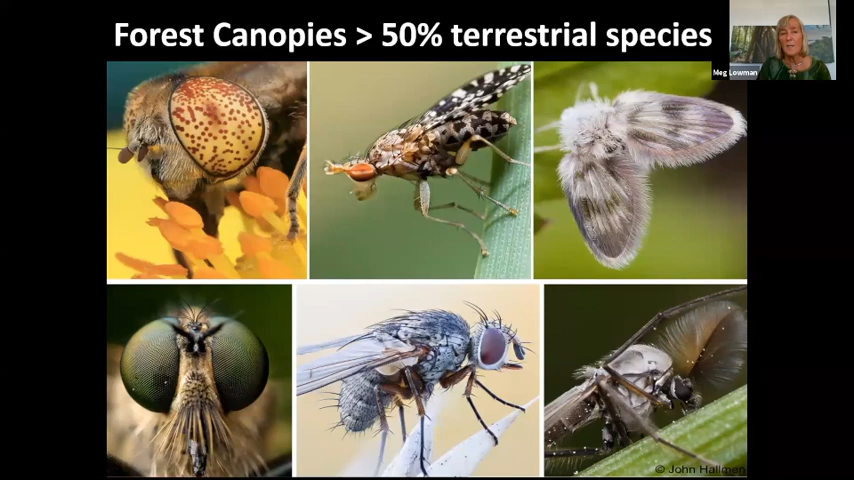 Forest Canopies > 50% terrestrial species
Meg Lowman
© John Hallmen